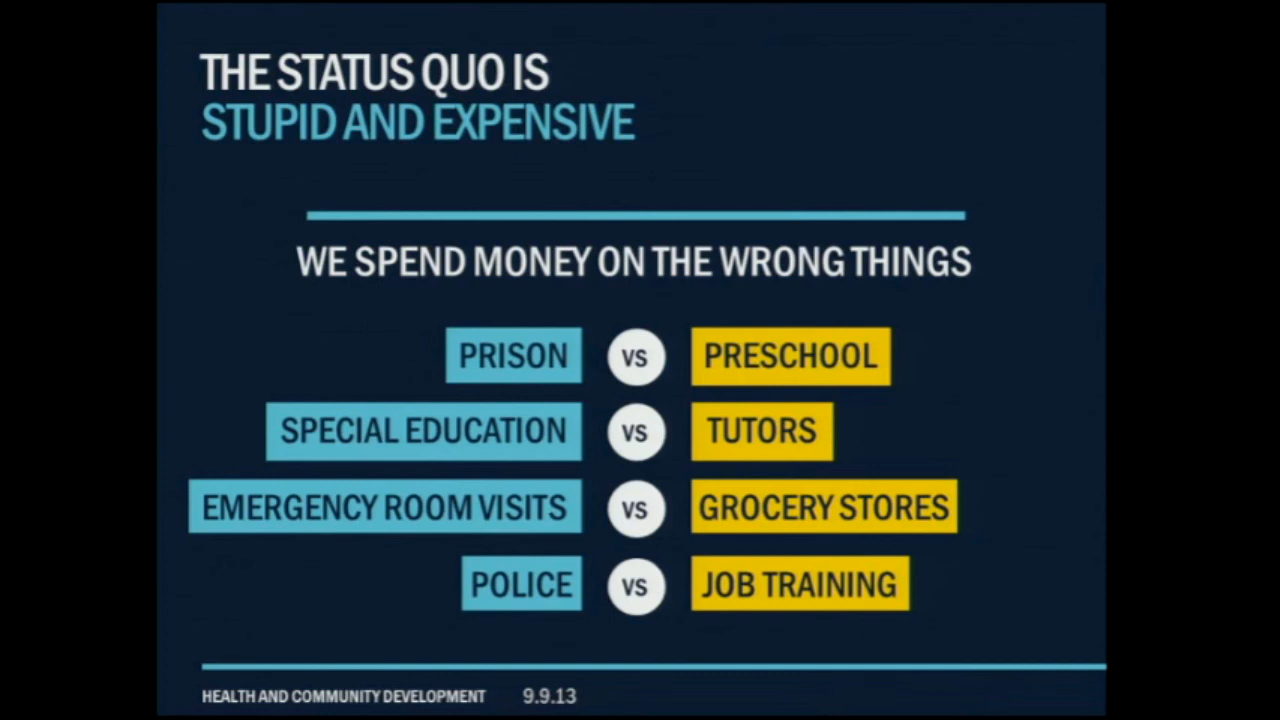 THE STATUS QUO IS
STUPID AND EXPENSIVE
WE SPEND MONEY ON THE WRONG THINGS
PRISON VS PRESCHOOL
SPECIAL EDUCATION VS TUTORS
EMERGENCY ROOM VISITS VS GROCERY STORES
POLICE VS JOB TRAINING
HEALTH AND COMMUNITY DEVELOPMENT 9.9.13